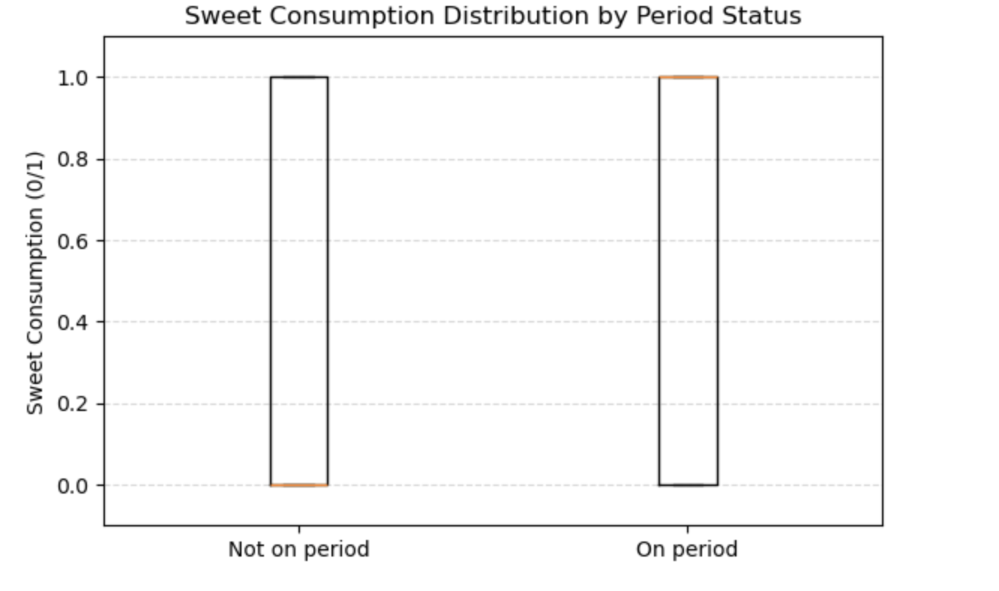 Sweet Consumption Distribution by Period Status
Sweet Consumption (0/1)
1.0
0.8
0.6
0.4
0.2
0.0
Not on period
On period